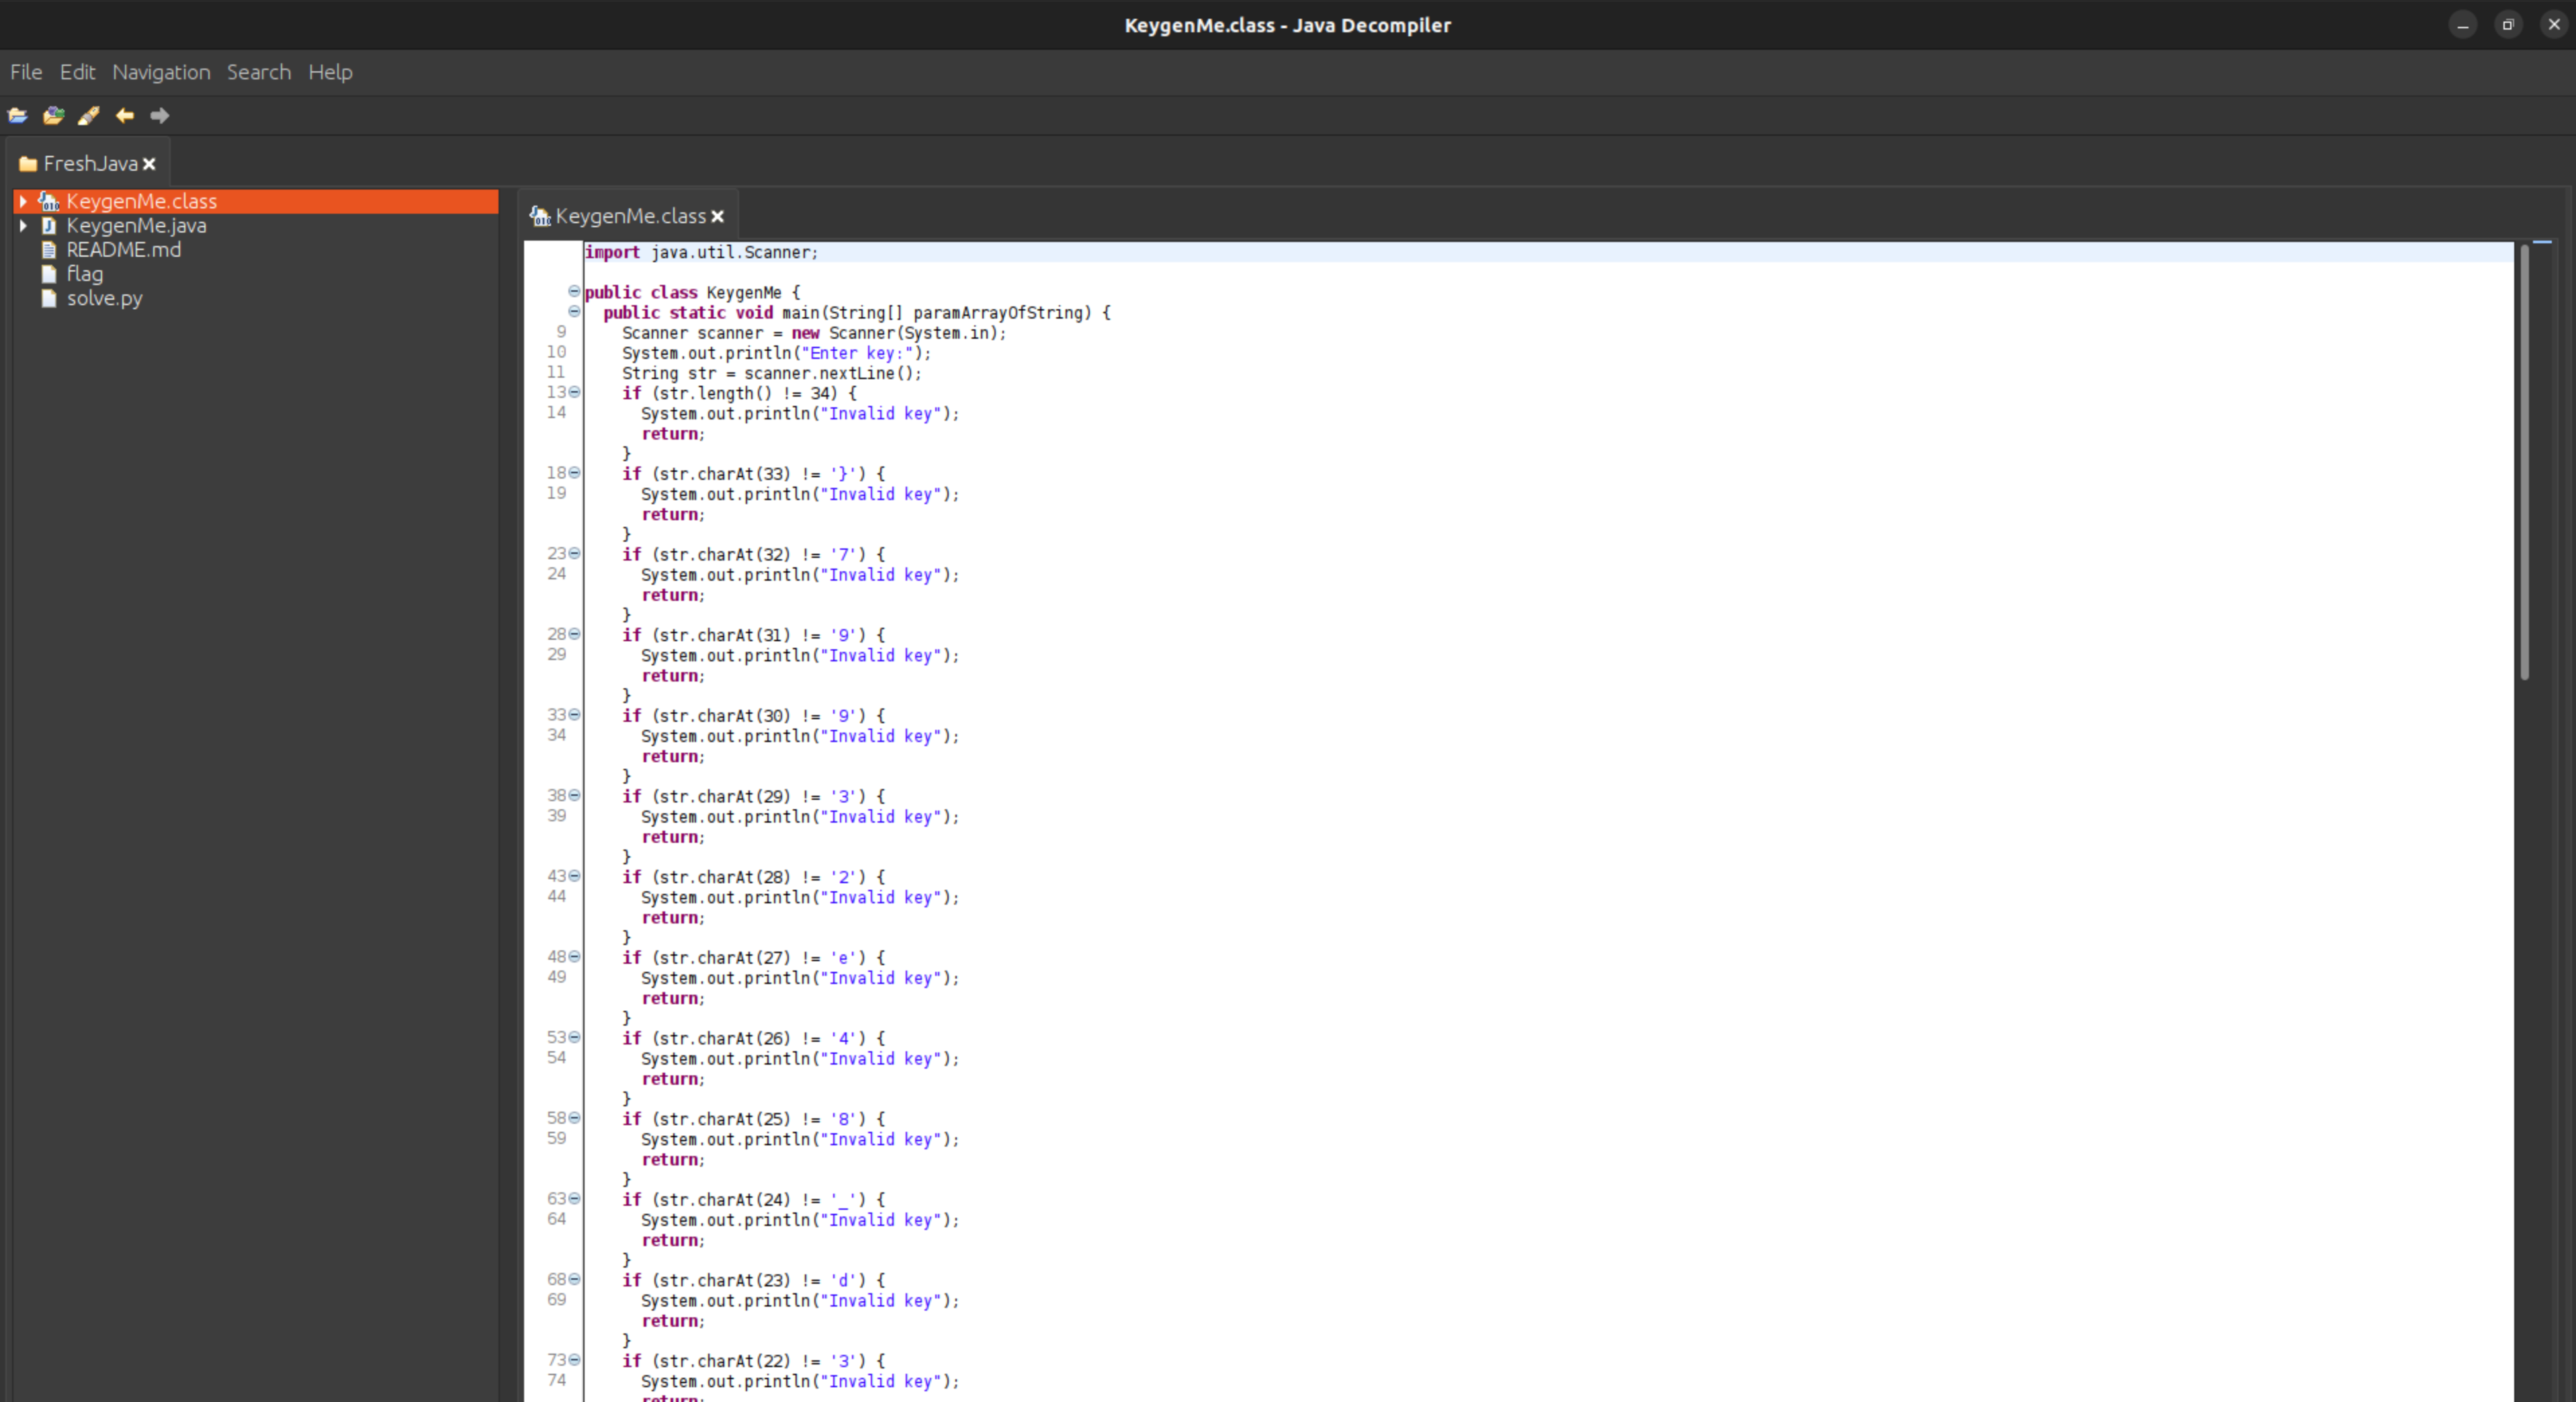 KeygenMe.class - Java Decompiler
File Edit Navigation Search Help
FreshJava
KeygenMe.class
KeygenMe.java
README.md
flag
solve.py
KeygenMe.class
import java.util.Scanner;
public class KeygenMe {
public static void main(String[] paramArrayOfString) {
9 Scanner scanner = new Scanner(System.in);
10 System.out.println("Enter key:");
11 String str = scanner.nextLine();
13 if (str.length() != 34) {
14 System.out.println("Invalid key");
return;
}
18 if (str.charAt(33) != '}') {
19 System.out.println("Invalid key");
return;
}
23 if (str.charAt(32) != '7') {
24 System.out.println("Invalid key");
return;
}
28 if (str.charAt(31) != '9') {
29 System.out.println("Invalid key");
return;
}
33 if (str.charAt(30) != '9') {
34 System.out.println("Invalid key");
return;
}
38 if (str.charAt(29) != '3') {
39 System.out.println("Invalid key");
return;
}
43 if (str.charAt(28) != '2') {
44 System.out.println("Invalid key");
return;
}
48 if (str.charAt(27) != 'e') {
49 System.out.println("Invalid key");
return;
}
53 if (str.charAt(26) != '4') {
54 System.out.println("Invalid key");
return;
}
58 if (str.charAt(25) != '8') {
59 System.out.println("Invalid key");
return;
}
63 if (str.charAt(24) != '_') {
64 System.out.println("Invalid key");
return;
}
68 if (str.charAt(23) != 'd') {
69 System.out.println("Invalid key");
return;
}
73 if (str.charAt(22) != '3') {
74 System.out.println("Invalid key");